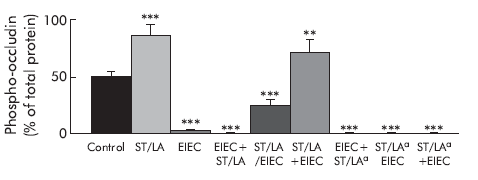 Phospho-occludin
(% of total protein)
100
50
0
***
***
***
***
**
***
***
***
Control ST/LA EIEC EIEC+ ST/LA ST/LA EIEC+ ST/LAᵃ ST/LAᵃ
ST/LA /EIEC +EIEC ST/LAᵃ EIEC +EIEC